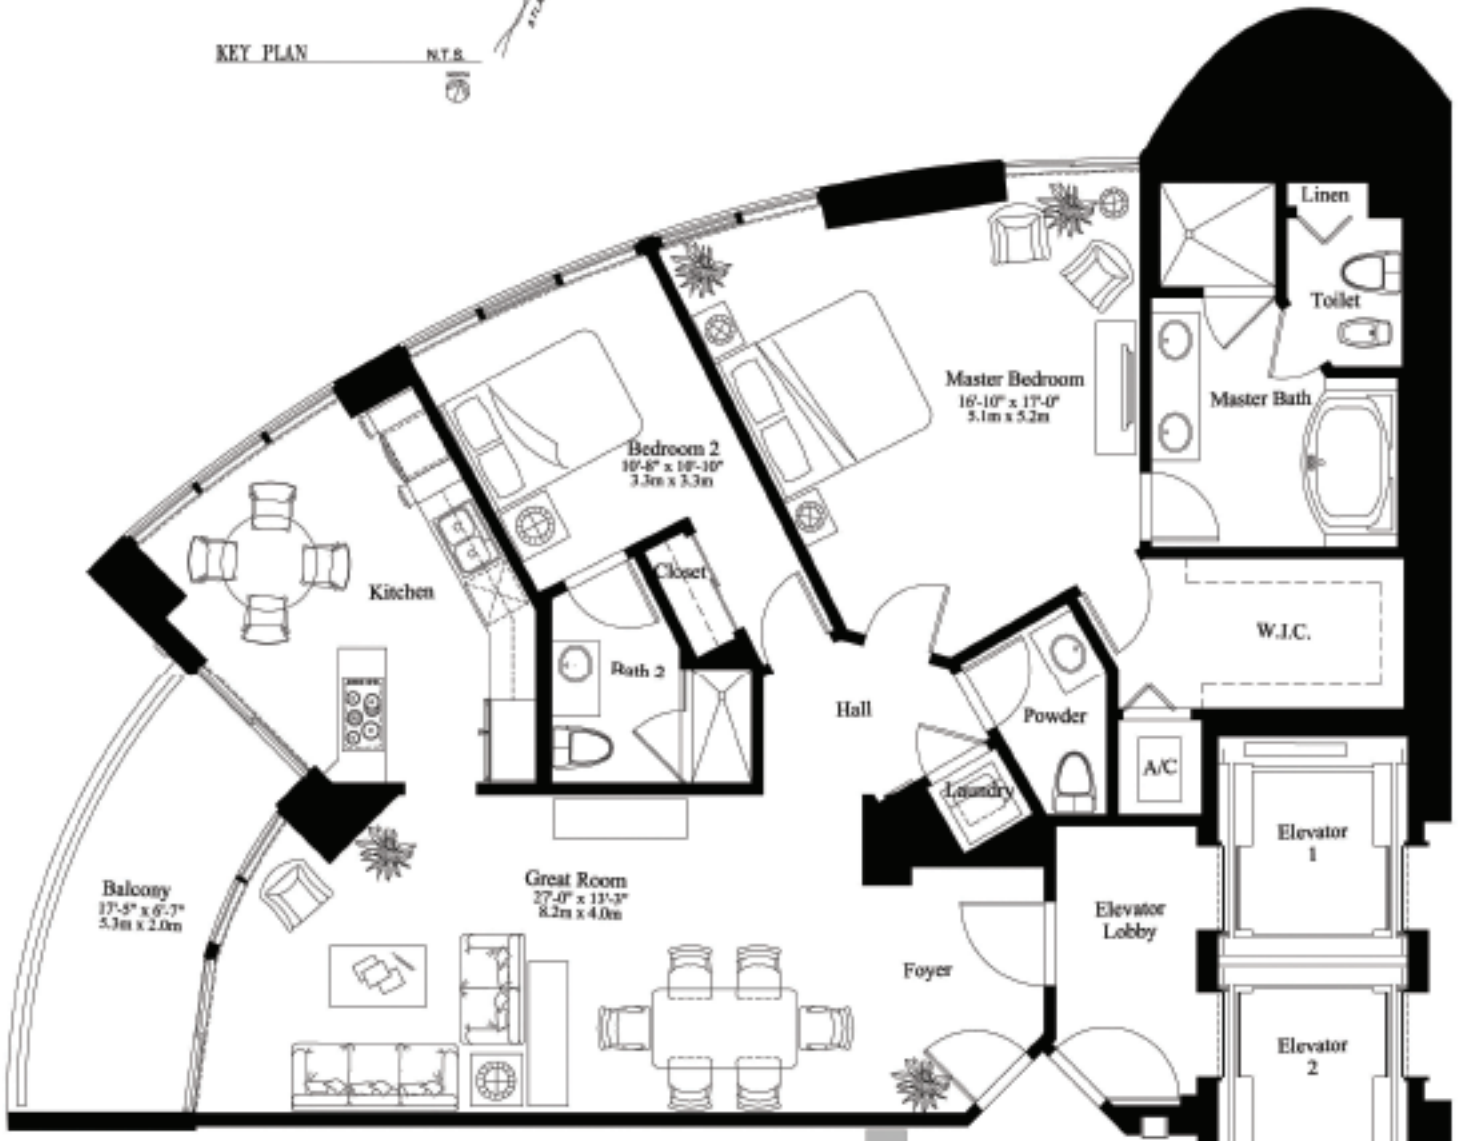 KEY PLAN N.T.S.
NORTH
Linen
Toilet
Master Bedroom
16'-10" x 17'-0"
5.1m x 5.2m
Master Bath
Bedroom 2
10'-8" x 10'-10"
3.3m x 3.3m
Closet
Kitchen
W.I.C.
Bath 2
Hall
Powder
A/C
Laundry
Elevator
1
Great Room
27'-0" x 13'-3"
8.2m x 4.0m
Balcony
17'-5" x 6'-7"
5.3m x 2.0m
Elevator
Lobby
Foyer
Elevator
2